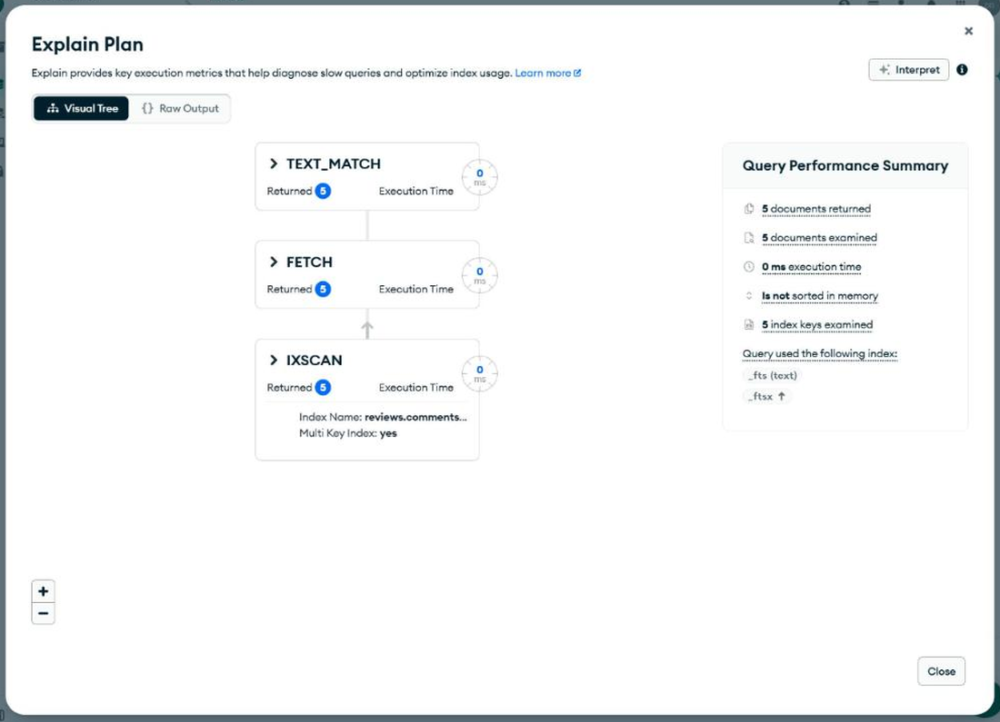 Explain Plan
Explain provides key execution metrics that help diagnose slow queries and optimize index usage. Learn more
Interpret
Visual Tree
{} Raw Output
TEXT_MATCH
Returned 5 Execution Time 0 ms
FETCH
Returned 5 Execution Time 0 ms
IXSCAN
Returned 5 Execution Time 0 ms
Index Name: reviews.comments...
Multi Key Index: yes
Query Performance Summary
5 documents returned
5 documents examined
0 ms execution time
Is not sorted in memory
5 index keys examined
Query used the following index:
_fts (text)
_ftsx ↑
+
−
Close